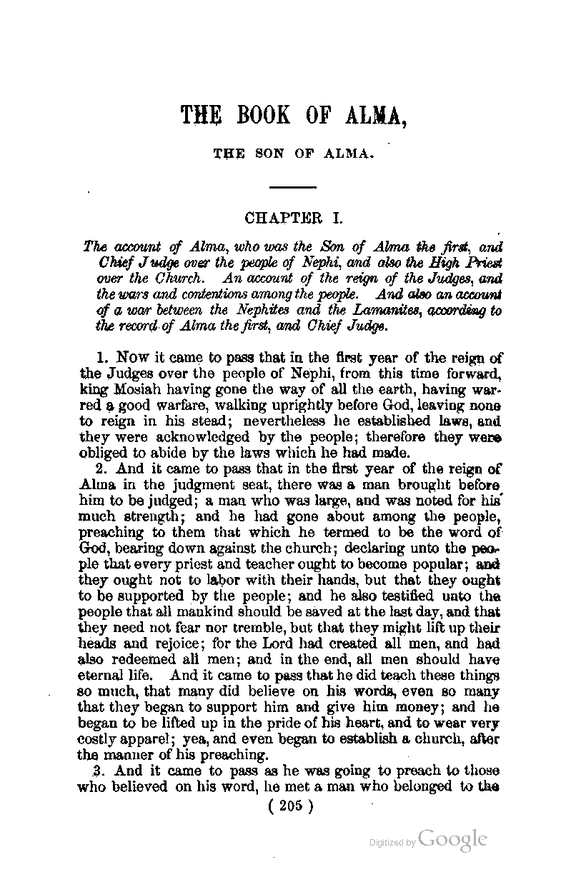 THE BOOK OF ALMA,
THE SON OF ALMA.
CHAPTER I.
The account of Alma, who was the Son of Alma the first, and
Chief Judge over the people of Nephi, and also the High Priest
over the Church. An account of the reign of the Judges, and
the wars and contentions among the people. And also an account
of a war between the Nephites and the Lamanites, according to
the record of Alma the first, and Chief Judge.
1. Now it came to pass that in the first year of the reign of
the Judges over the people of Nephi, from this time forward,
king Mosiah having gone the way of all the earth, having war-
red a good warfare, walking uprightly before God, leaving none
to reign in his stead; nevertheless he established laws, and
they were acknowledged by the people; therefore they were
obliged to abide by the laws which he had made.
2. And it came to pass that in the first year of the reign of
Alma in the judgment seat, there was a man brought before
him to be judged; a man who was large, and was noted for his
much strength; and he had gone about among the people,
preaching to them that which he termed to be the word of
God, bearing down against the church; declaring unto the peo-
ple that every priest and teacher ought to become popular; and
they ought not to labor with their hands, but that they ought
to be supported by the people; and he also testified unto the
people that all mankind should be saved at the last day, and that
they need not fear nor tremble, but that they might lift up their
heads and rejoice; for the Lord had created all men, and had
also redeemed all men; and in the end, all men should have
eternal life. And it came to pass that he did teach these things
so much, that many did believe on his words, even so many
that they began to support him and give him money; and he
began to be lifted up in the pride of his heart, and to wear very
costly apparel; yea, and even began to establish a church, after
the manner of his preaching.
3. And it came to pass as he was going to preach to those
who believed on his word, he met a man who belonged to the
( 205 )
Digitized by Google